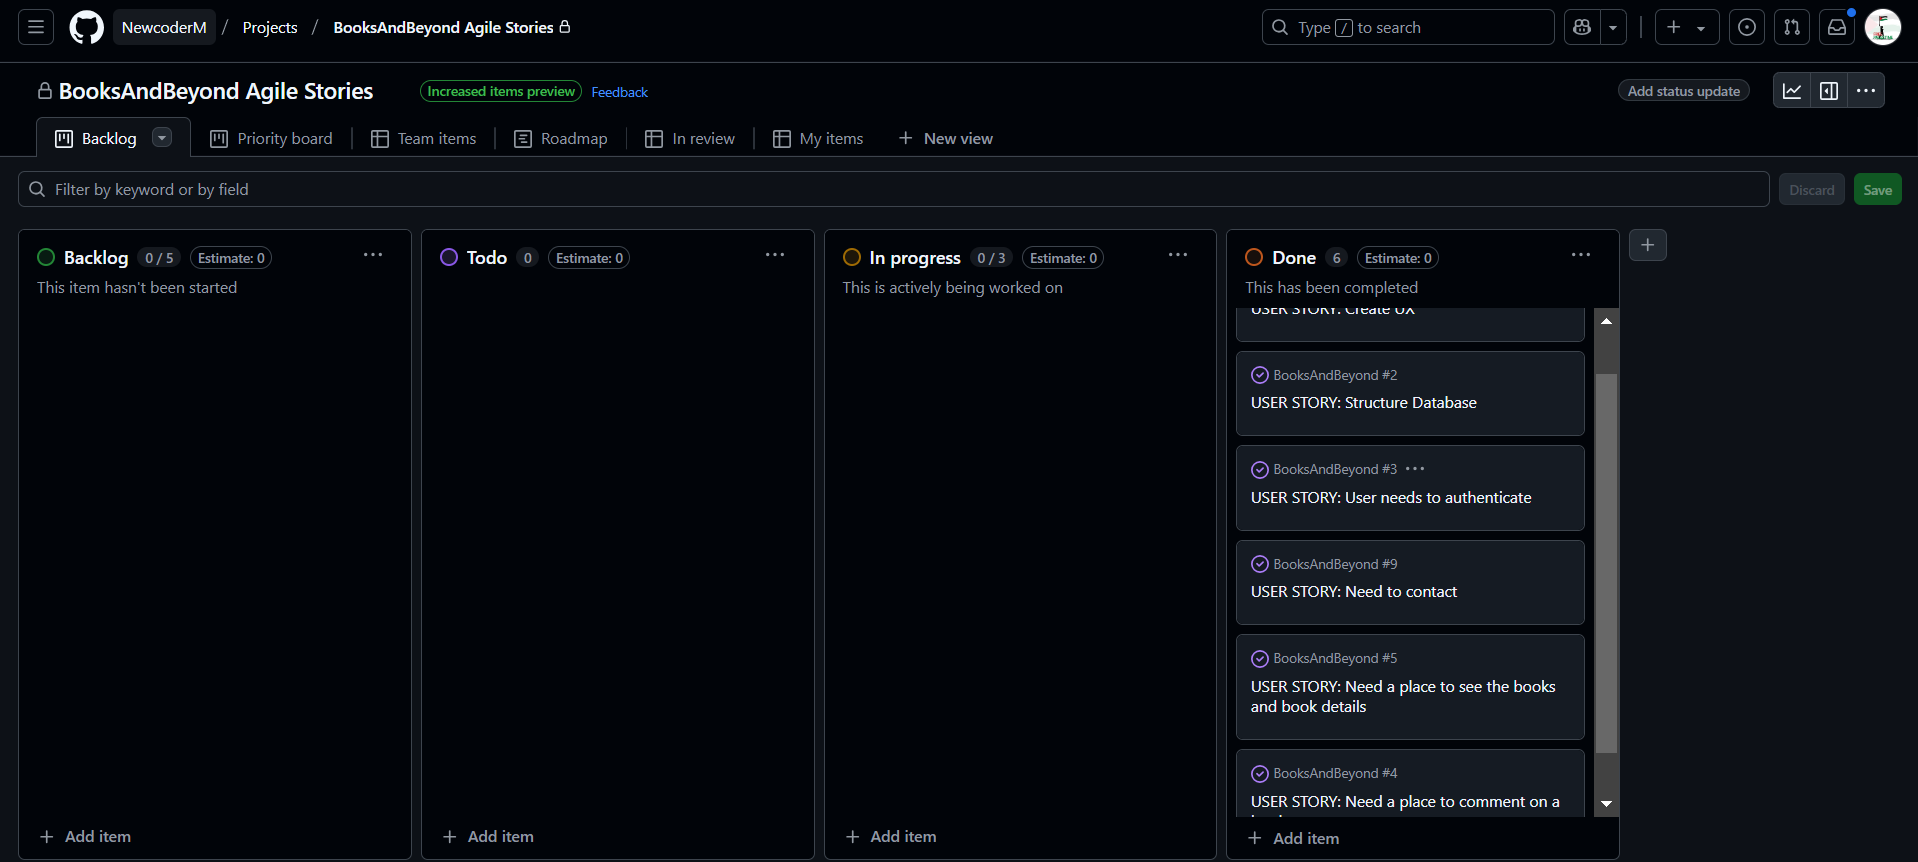 NewcoderM / Projects / BooksAndBeyond Agile Stories
Type / to search
BooksAndBeyond Agile Stories
Increased items preview
Feedback
Add status update
Backlog
Priority board
Team items
Roadmap
In review
My items
New view
Filter by keyword or by field
Discard
Save
Backlog 0 / 5 Estimate: 0
This item hasn't been started
Add item
Todo 0 Estimate: 0
Add item
In progress 0 / 3 Estimate: 0
This is actively being worked on
Add item
Done 6 Estimate: 0
This has been completed
USER STORY: Create UX
BooksAndBeyond #2
USER STORY: Structure Database
BooksAndBeyond #3
USER STORY: User needs to authenticate
BooksAndBeyond #9
USER STORY: Need to contact
BooksAndBeyond #5
USER STORY: Need a place to see the books
and book details
BooksAndBeyond #4
USER STORY: Need a place to comment on a
Add item